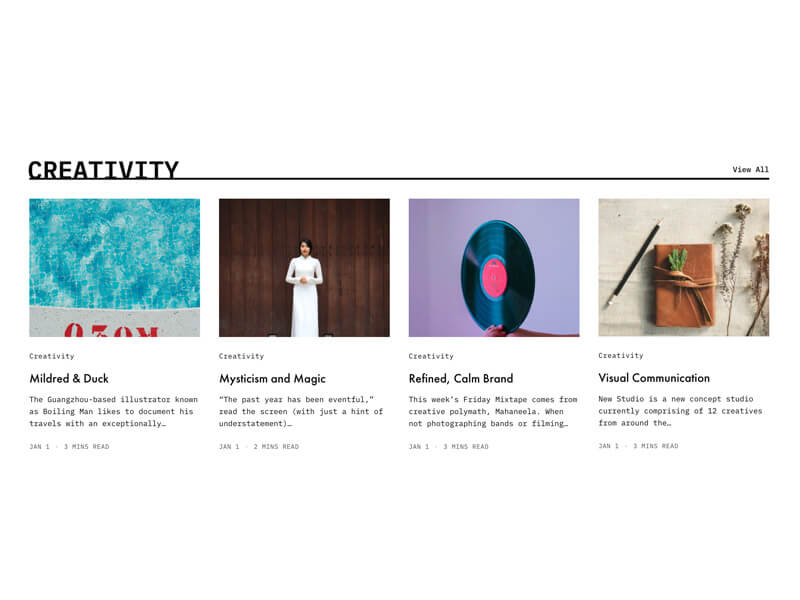 CREATIVITY
View All
Creativity
Mildred & Duck
The Guangzhou-based illustrator known
as Boiling Man likes to document his
travels with an exceptionally…
JAN 1 · 3 MINS READ
Creativity
Mysticism and Magic
“The past year has been eventful,”
read the screen (with just a hint of
understatement)…
JAN 1 · 2 MINS READ
Creativity
Refined, Calm Brand
This week’s Friday Mixtape comes from
creative polymath, Mahaneela. When
not photographing bands or filming…
JAN 1 · 3 MINS READ
Creativity
Visual Communication
New Studio is a new concept studio
currently comprising of 12 creatives
from around the…
JAN 1 · 3 MINS READ